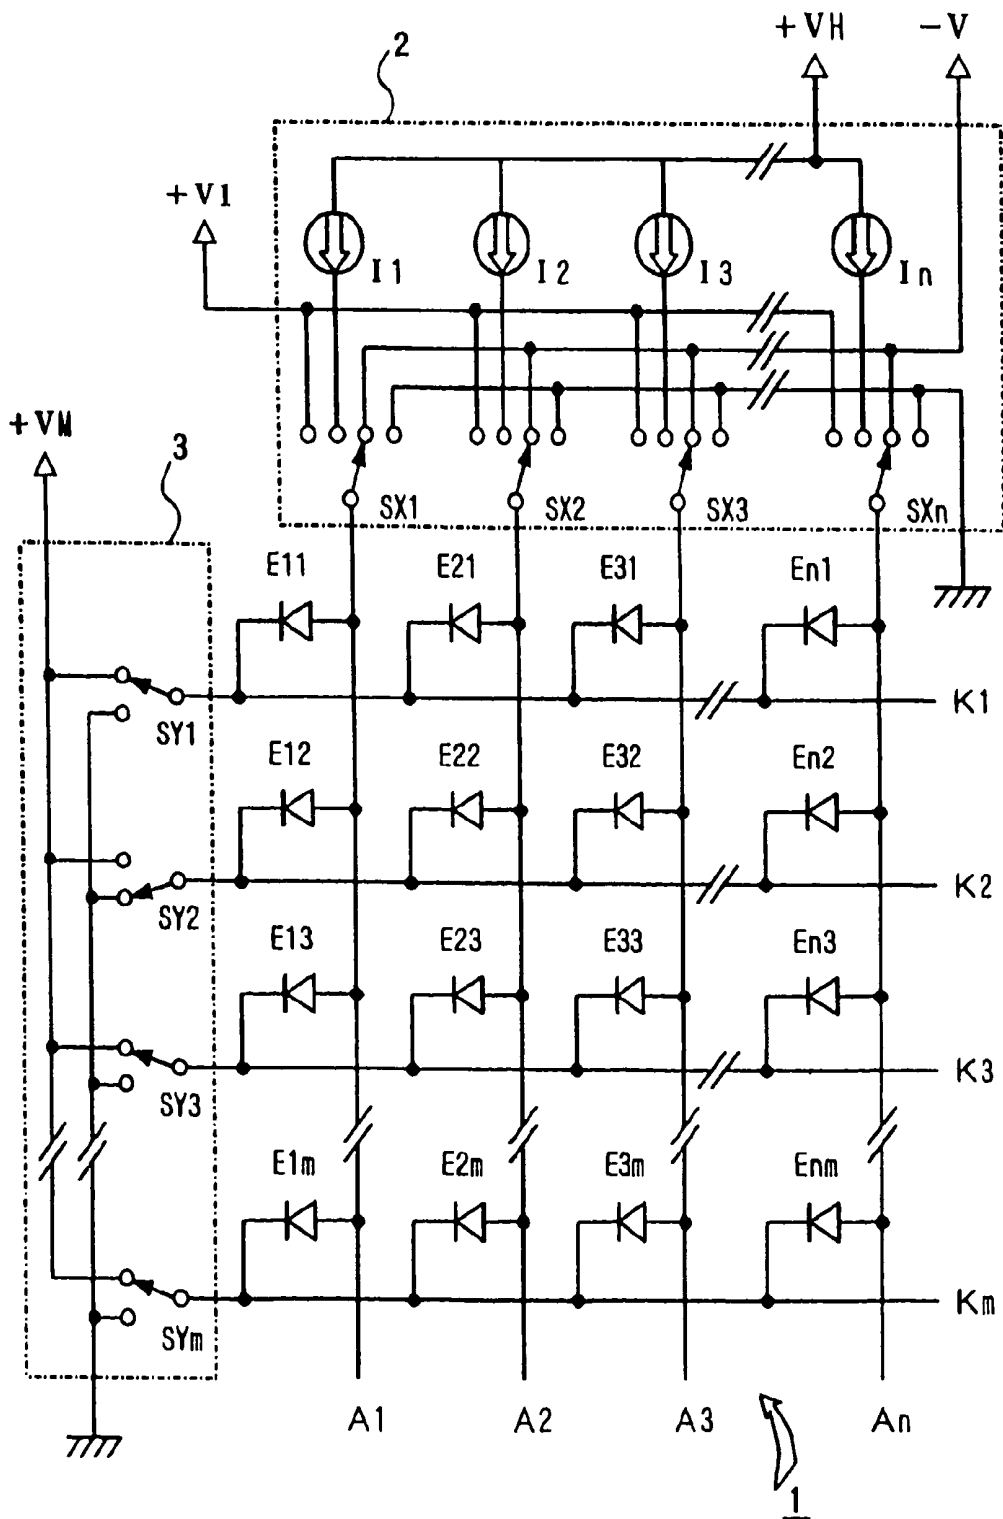 +VH -V
2
+V1
I1 I2 I3 In
+VM
3
SX1 SX2 SX3 SXn
E11 E21 E31 En1
SY1 K1
E12 E22 E32 En2
SY2 K2
E13 E23 E33 En3
SY3 K3
E1m E2m E3m Enm
SYm Km
A1 A2 A3 An
1